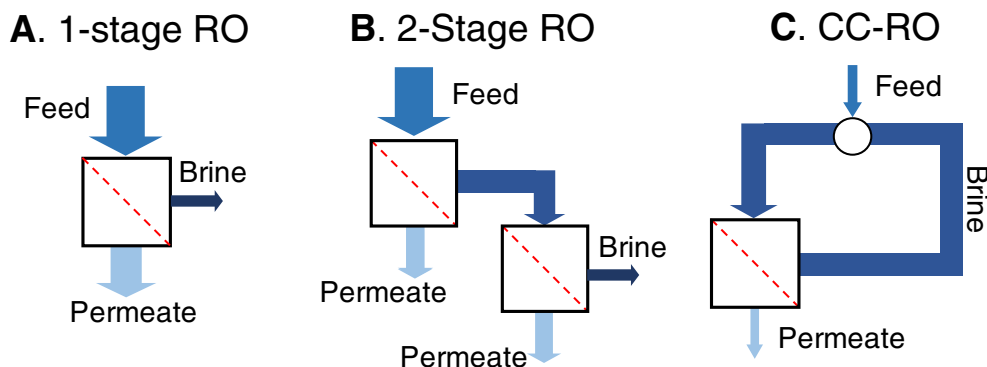 A. 1-stage RO
Feed
Brine
Permeate
B. 2-Stage RO
Feed
Permeate
Brine
Permeate
C. CC-RO
Feed
Brine
Permeate